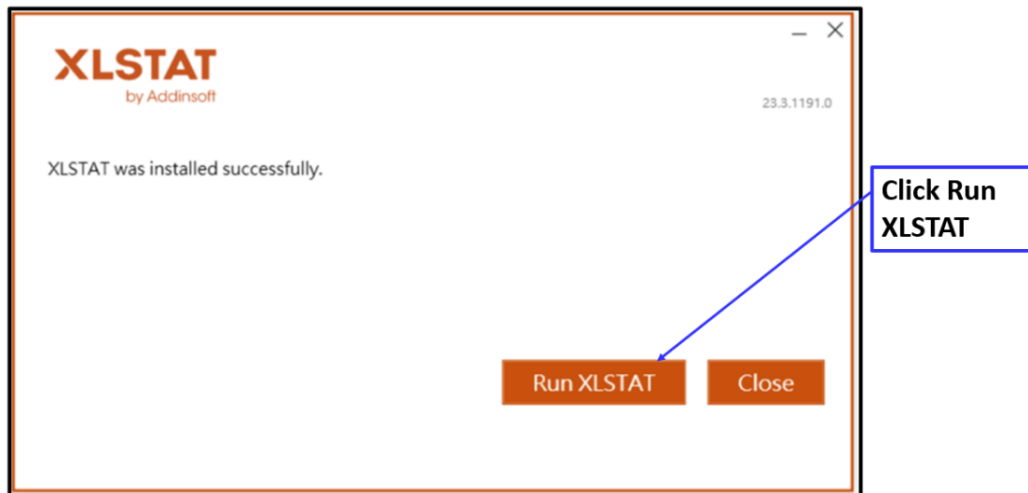 XLSTAT
by Addinsoft
23.3.1191.0
XLSTAT was installed successfully.
Click Run
XLSTAT
Run XLSTAT
Close